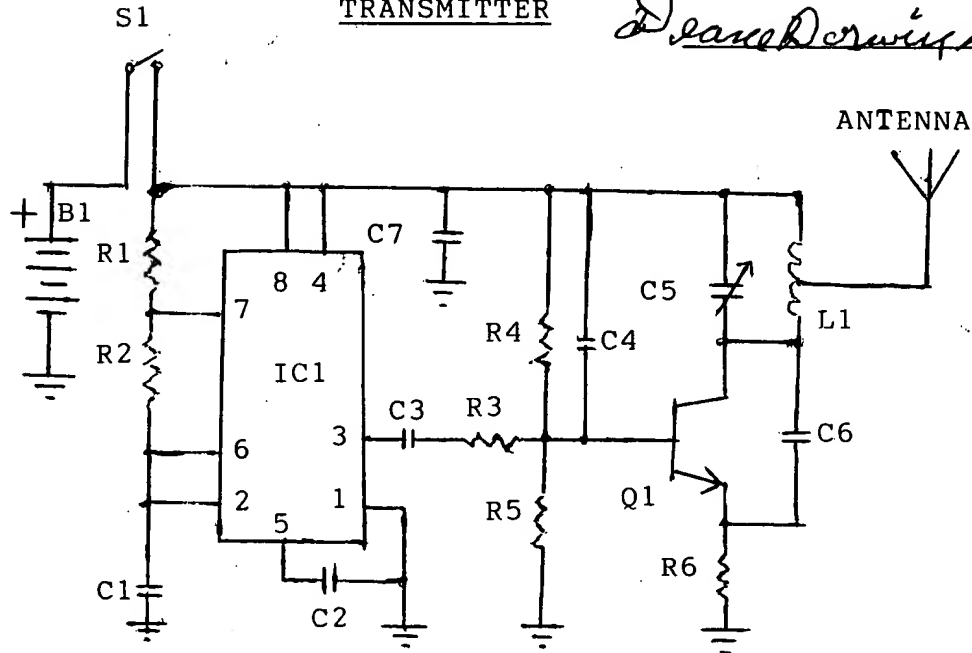 TRANSMITTER
S1
ANTENNA
+ B1
R1
C7
8 4
7
C5
L1
R4
C4
R2
IC1
C3
R3
3
6
C6
2
1
5
R5
Q1
R6
C1
C2